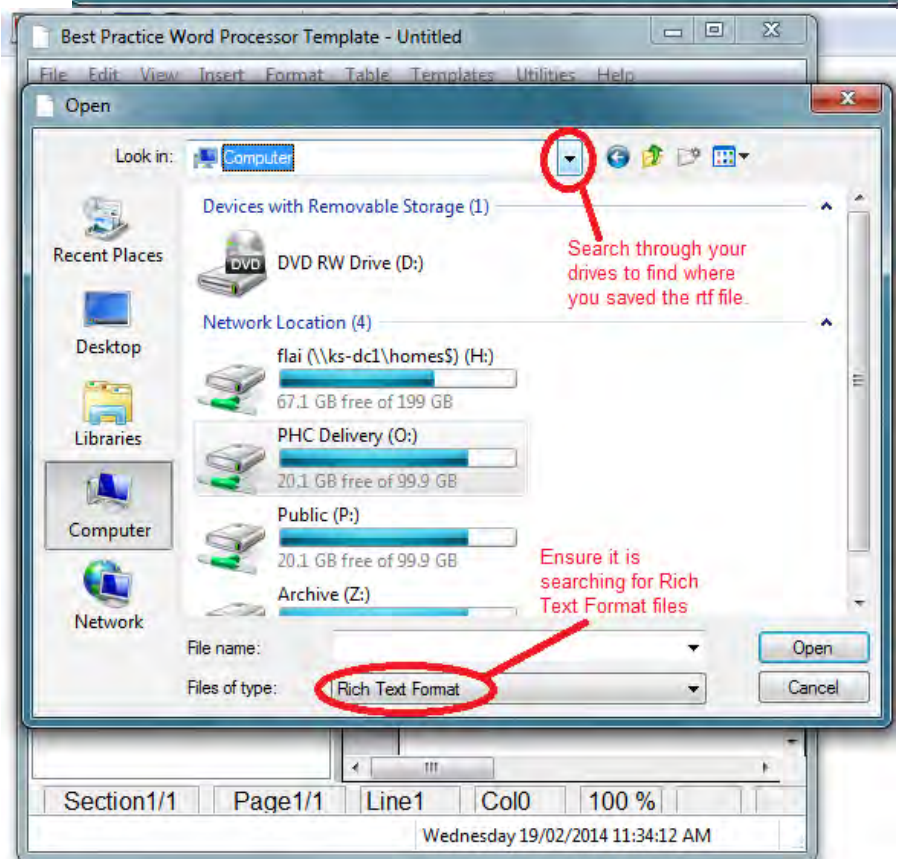 Best Practice Word Processor Template - Untitled
File Edit View Insert Format Table Templates Utilities Help
Open
Look in: Computer
Devices with Removable Storage (1)
DVD RW Drive (D:)
Search through your
drives to find where
you saved the rtf file.
Network Location (4)
flai (\\ks-dc1\homes$) (H:)
67.1 GB free of 199 GB
PHC Delivery (O:)
20.1 GB free of 99.9 GB
Public (P:)
20.1 GB free of 99.9 GB
Archive (Z:)
Recent Places
Desktop
Libraries
Computer
Network
Ensure it is
searching for Rich
Text Format files
File name:
Open
Files of type: Rich Text Format
Cancel
Section1/1 Page1/1 Line1 Col0 100 %
Wednesday 19/02/2014 11:34:12 AM